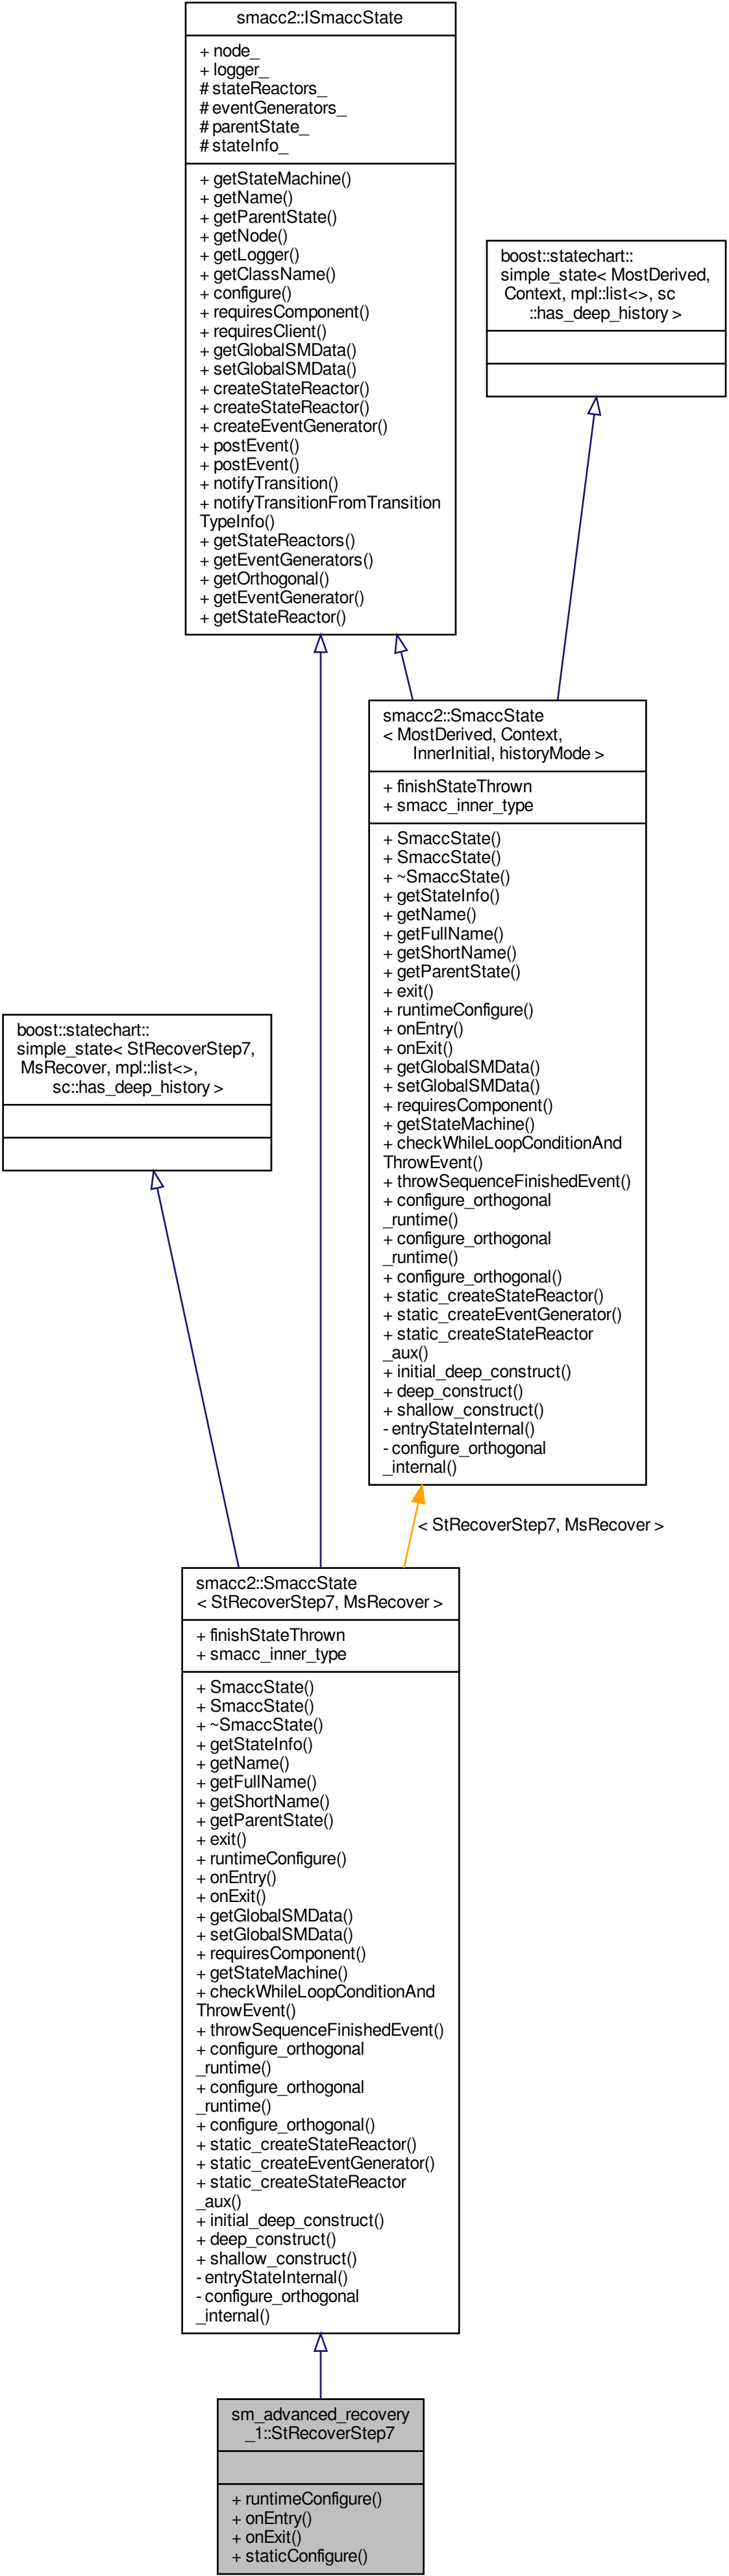 smacc2::ISmaccState
+ node_
+ logger_
# stateReactors_
# eventGenerators_
# parentState_
# stateInfo_
+ getStateMachine()
+ getName()
+ getParentState()
+ getNode()
+ getLogger()
+ getClassName()
+ configure()
+ requiresComponent()
+ requiresClient()
+ getGlobalSMData()
+ setGlobalSMData()
+ createStateReactor()
+ createStateReactor()
+ createEventGenerator()
+ postEvent()
+ postEvent()
+ notifyTransition()
+ notifyTransitionFromTransition
TypeInfo()
+ getStateReactors()
+ getEventGenerators()
+ getOrthogonal()
+ getEventGenerator()
+ getStateReactor()
boost::statechart::
simple_state< MostDerived,
Context, mpl::list<>, sc
::has_deep_history >
smacc2::SmaccState
< MostDerived, Context,
InnerInitial, historyMode >
+ finishStateThrown
+ smacc_inner_type
+ SmaccState()
+ SmaccState()
+ ~SmaccState()
+ getStateInfo()
+ getName()
+ getFullName()
+ getShortName()
+ getParentState()
+ exit()
+ runtimeConfigure()
+ onEntry()
+ onExit()
+ getGlobalSMData()
+ setGlobalSMData()
+ requiresComponent()
+ getStateMachine()
+ checkWhileLoopConditionAnd
ThrowEvent()
+ throwSequenceFinishedEvent()
+ configure_orthogonal
_runtime()
+ configure_orthogonal
_runtime()
+ configure_orthogonal()
+ static_createStateReactor()
+ static_createEventGenerator()
+ static_createStateReactor
_aux()
+ initial_deep_construct()
+ deep_construct()
+ shallow_construct()
- entryStateInternal()
- configure_orthogonal
_internal()
boost::statechart::
simple_state< StRecoverStep7,
MsRecover, mpl::list<>,
sc::has_deep_history >
< StRecoverStep7, MsRecover >
smacc2::SmaccState
< StRecoverStep7, MsRecover >
+ finishStateThrown
+ smacc_inner_type
+ SmaccState()
+ SmaccState()
+ ~SmaccState()
+ getStateInfo()
+ getName()
+ getFullName()
+ getShortName()
+ getParentState()
+ exit()
+ runtimeConfigure()
+ onEntry()
+ onExit()
+ getGlobalSMData()
+ setGlobalSMData()
+ requiresComponent()
+ getStateMachine()
+ checkWhileLoopConditionAnd
ThrowEvent()
+ throwSequenceFinishedEvent()
+ configure_orthogonal
_runtime()
+ configure_orthogonal
_runtime()
+ configure_orthogonal()
+ static_createStateReactor()
+ static_createEventGenerator()
+ static_createStateReactor
_aux()
+ initial_deep_construct()
+ deep_construct()
+ shallow_construct()
- entryStateInternal()
- configure_orthogonal
_internal()
sm_advanced_recovery
_1::StRecoverStep7
+ runtimeConfigure()
+ onEntry()
+ onExit()
+ staticConfigure()